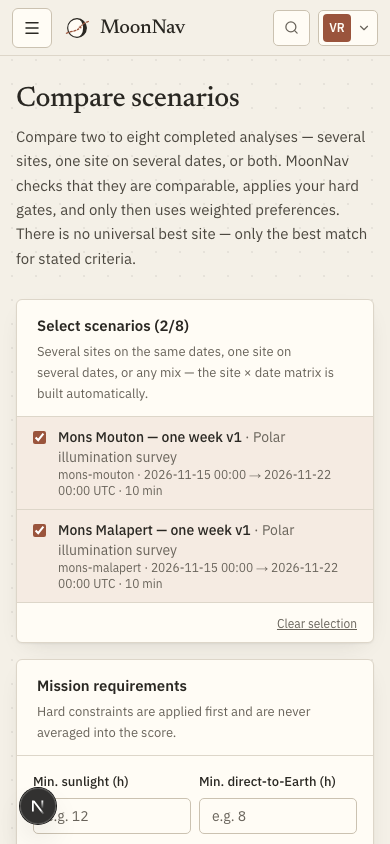 MoonNav
VR
Compare scenarios
Compare two to eight completed analyses — several
sites, one site on several dates, or both. MoonNav
checks that they are comparable, applies your hard
gates, and only then uses weighted preferences.
There is no universal best site — only the best match
for stated criteria.
Select scenarios (2/8)
Several sites on the same dates, one site on
several dates, or any mix — the site × date matrix is
built automatically.
Mons Mouton — one week v1 · Polar
illumination survey
mons-mouton · 2026-11-15 00:00 → 2026-11-22
00:00 UTC · 10 min
Mons Malapert — one week v1 · Polar
illumination survey
mons-malapert · 2026-11-15 00:00 → 2026-11-22
00:00 UTC · 10 min
Clear selection
Mission requirements
Hard constraints are applied first and are never
averaged into the score.
Min. sunlight (h) Min. direct-to-Earth (h)
N .g. 12 e.g. 8